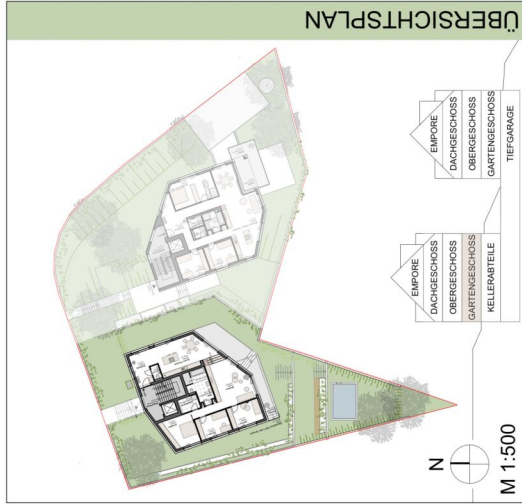 ÜBERSICHTSPLAN
EMPORE
DACHGESCHOSS
OBERGESCHOSS
GARTENGESCHOSS
KELLERABTEILE
EMPORE
DACHGESCHOSS
OBERGESCHOSS
GARTENGESCHOSS
TIEFGARAGE
N
M 1:500